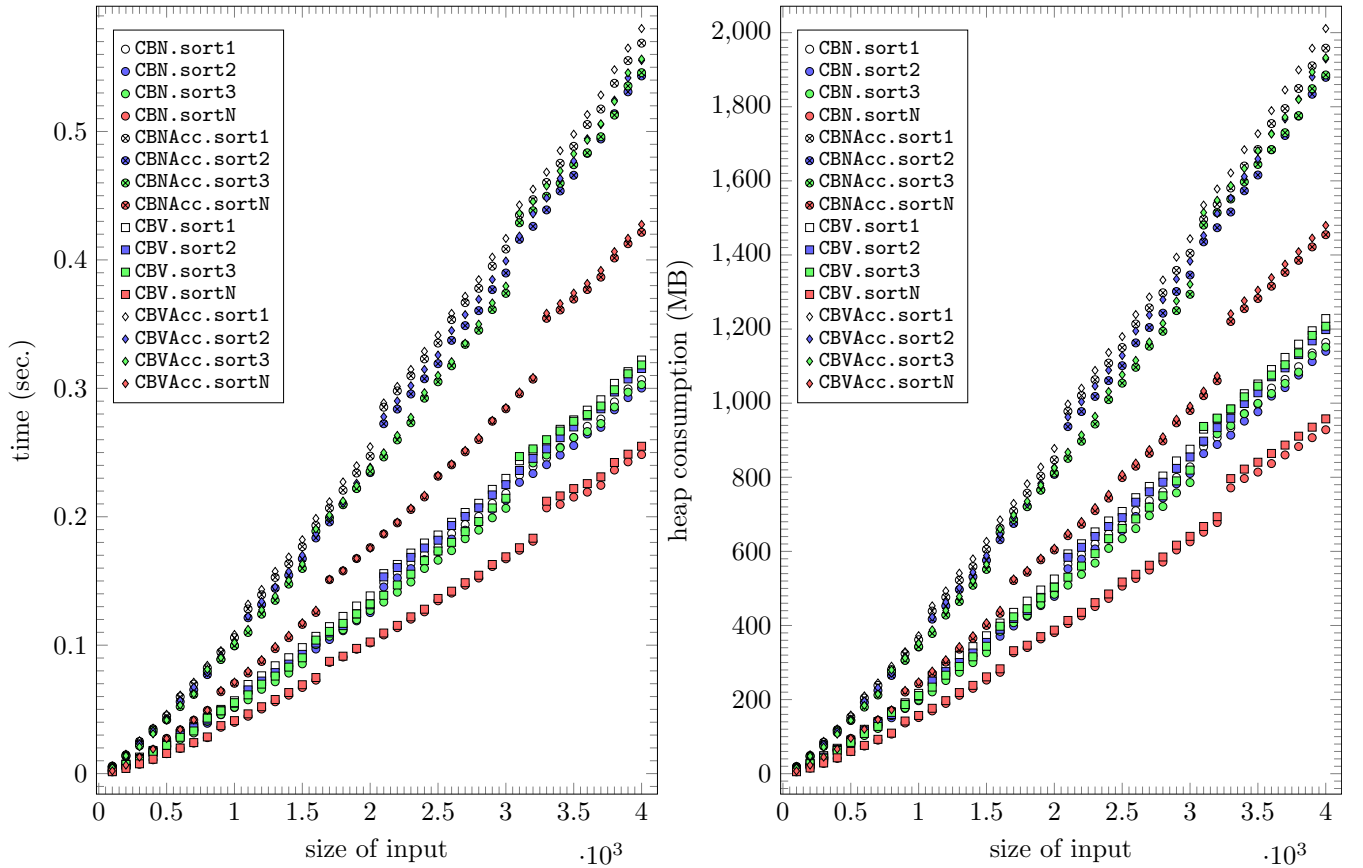 0
0.1
0.2
0.3
0.4
0.5
time (sec.)
CBN.sort1
CBN.sort2
CBN.sort3
CBN.sortN
CBNAcc.sort1
CBNAcc.sort2
CBNAcc.sort3
CBNAcc.sortN
CBV.sort1
CBV.sort2
CBV.sort3
CBV.sortN
CBVAcc.sort1
CBVAcc.sort2
CBVAcc.sort3
CBVAcc.sortN
0 0.5 1 1.5 2 2.5 3 3.5 4
size of input
·10³
0
200
400
600
800
1,000
1,200
1,400
1,600
1,800
2,000
heap consumption (MB)
CBN.sort1
CBN.sort2
CBN.sort3
CBN.sortN
CBNAcc.sort1
CBNAcc.sort2
CBNAcc.sort3
CBNAcc.sortN
CBV.sort1
CBV.sort2
CBV.sort3
CBV.sortN
CBVAcc.sort1
CBVAcc.sort2
CBVAcc.sort3
CBVAcc.sortN
0 0.5 1 1.5 2 2.5 3 3.5 4
size of input
·10³